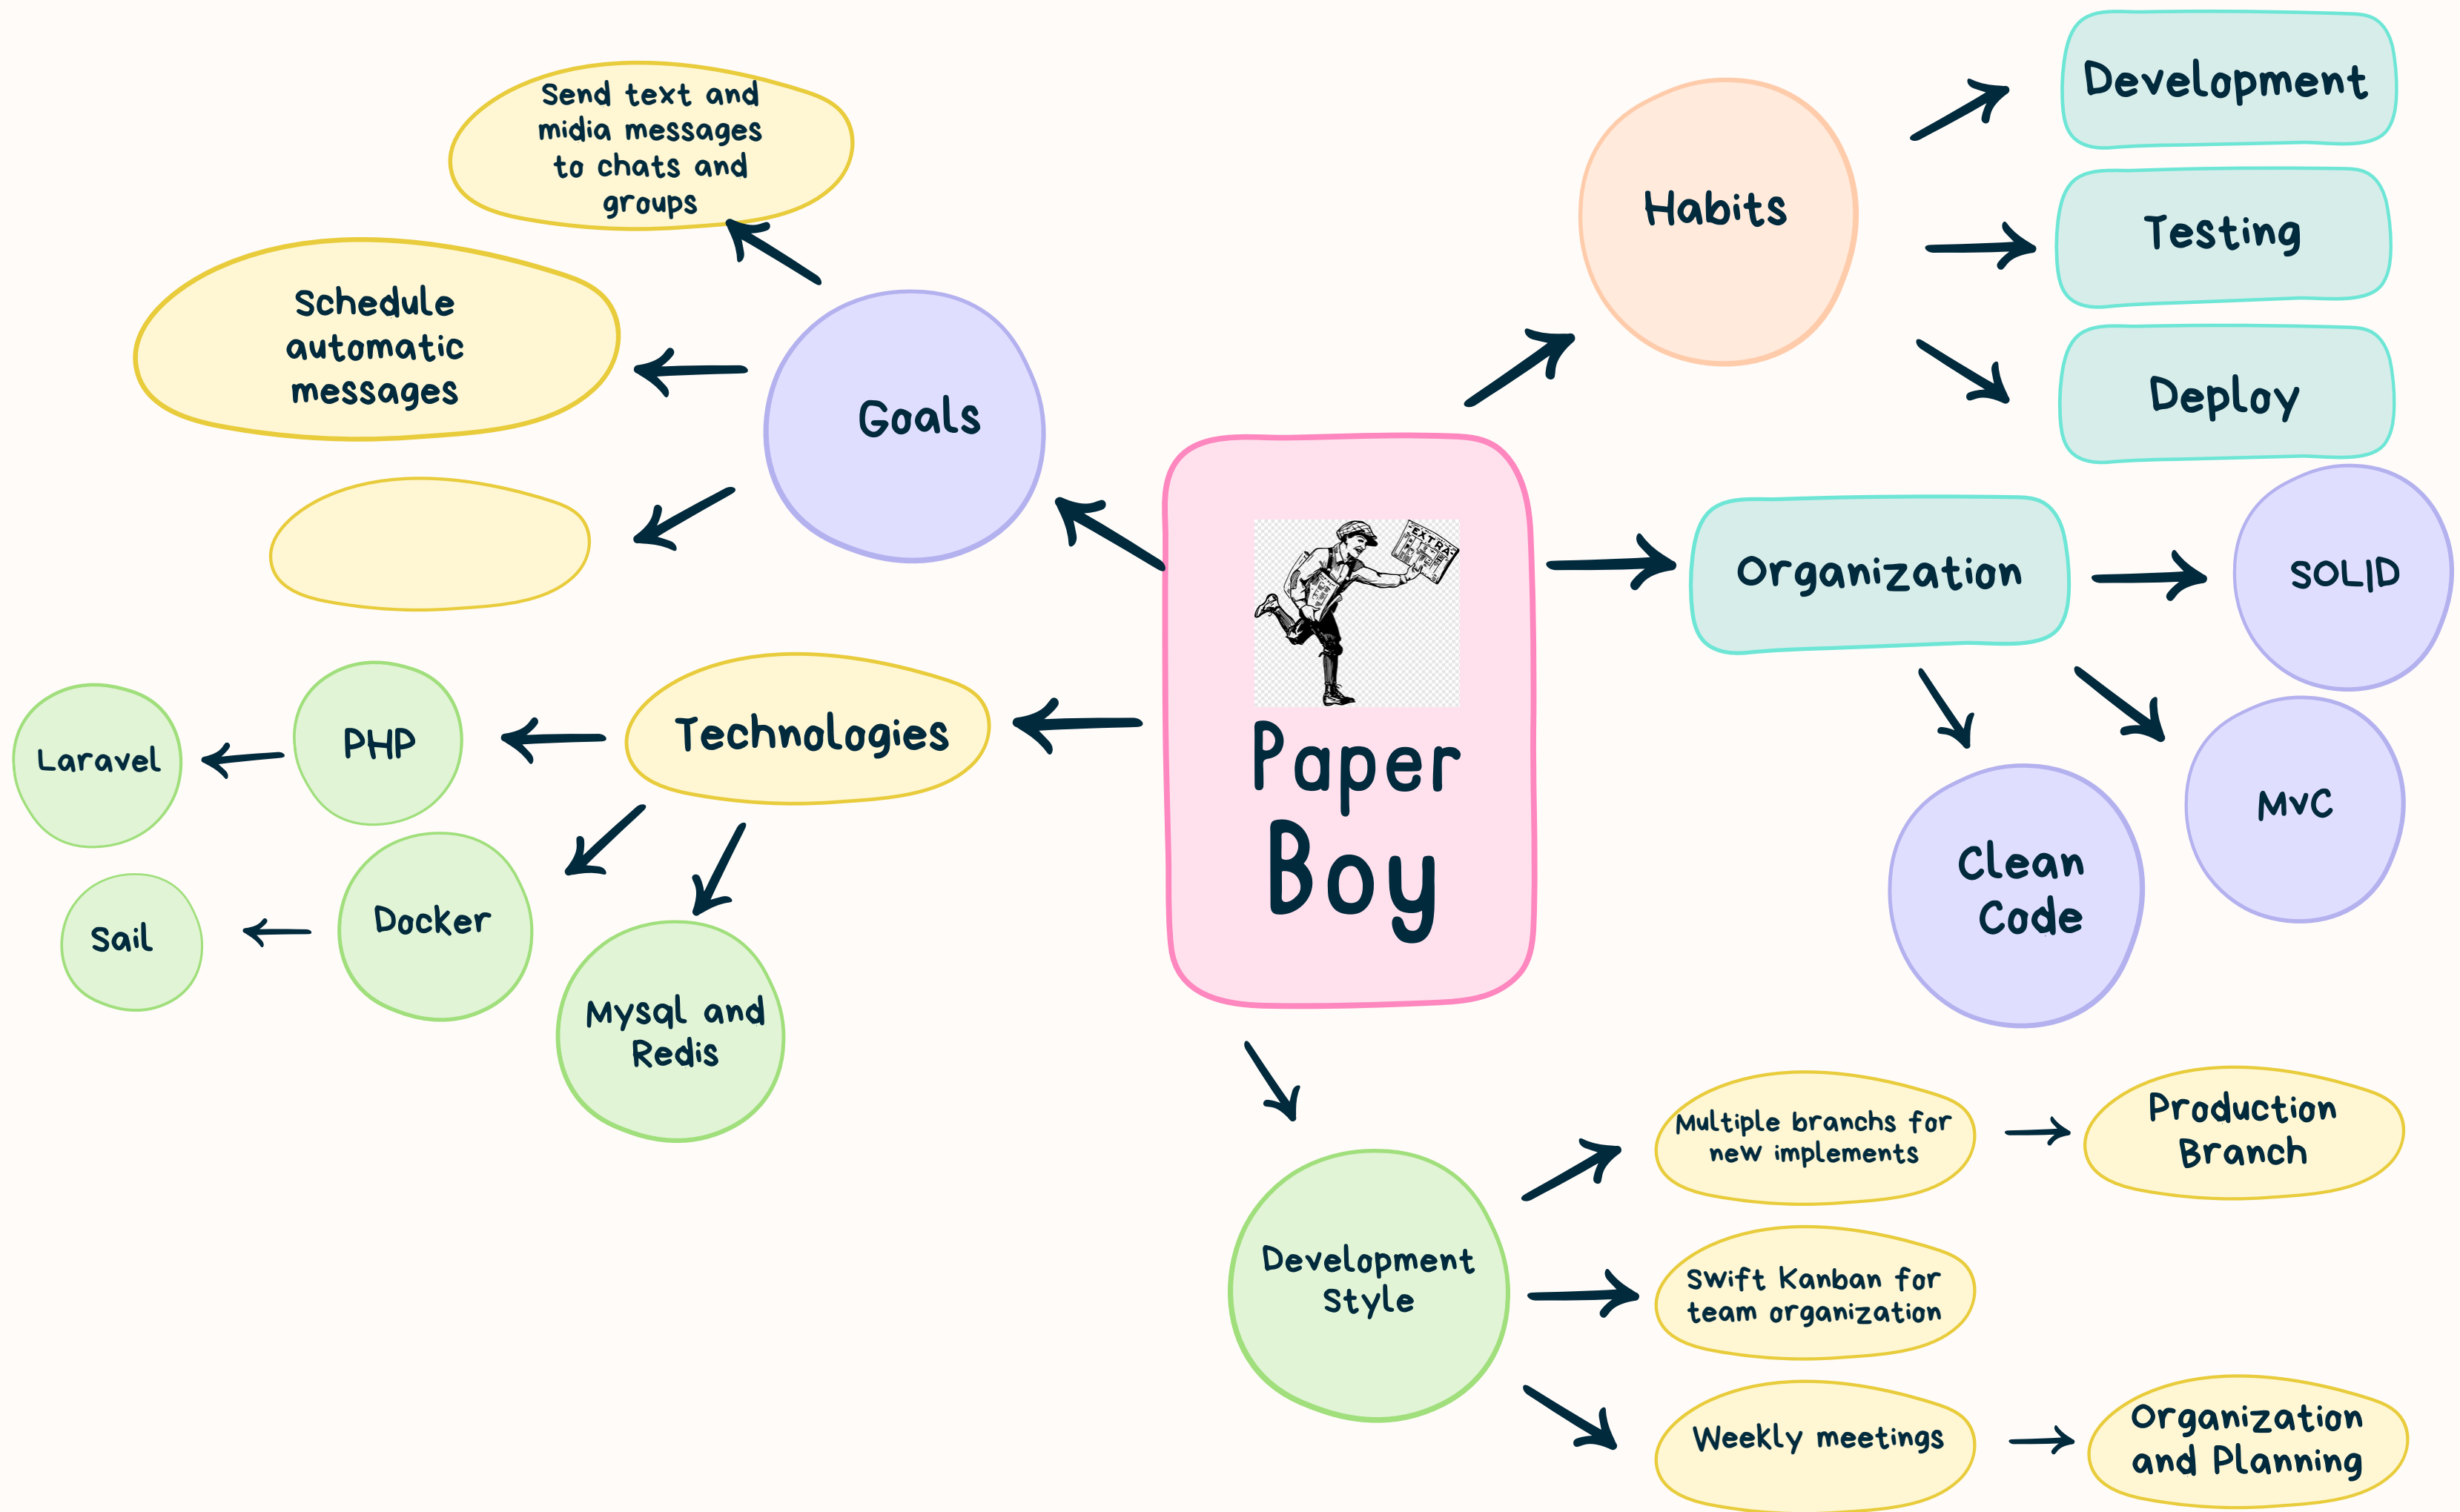 Send text and
midia messages
to chats and
groups
Schedule
automatic
messages
Goals
Habits
Development
Testing
Deploy
EXTRA
Paper
Boy
Organization
SOLID
MVC
Clean
Code
Technologies
PHP
Laravel
Docker
Sail
Mysql and
Redis
Development
Style
Multiple branchs for
new implements
Production
Branch
Swift Kanban for
team organization
Weekly meetings
Organization
and Planning